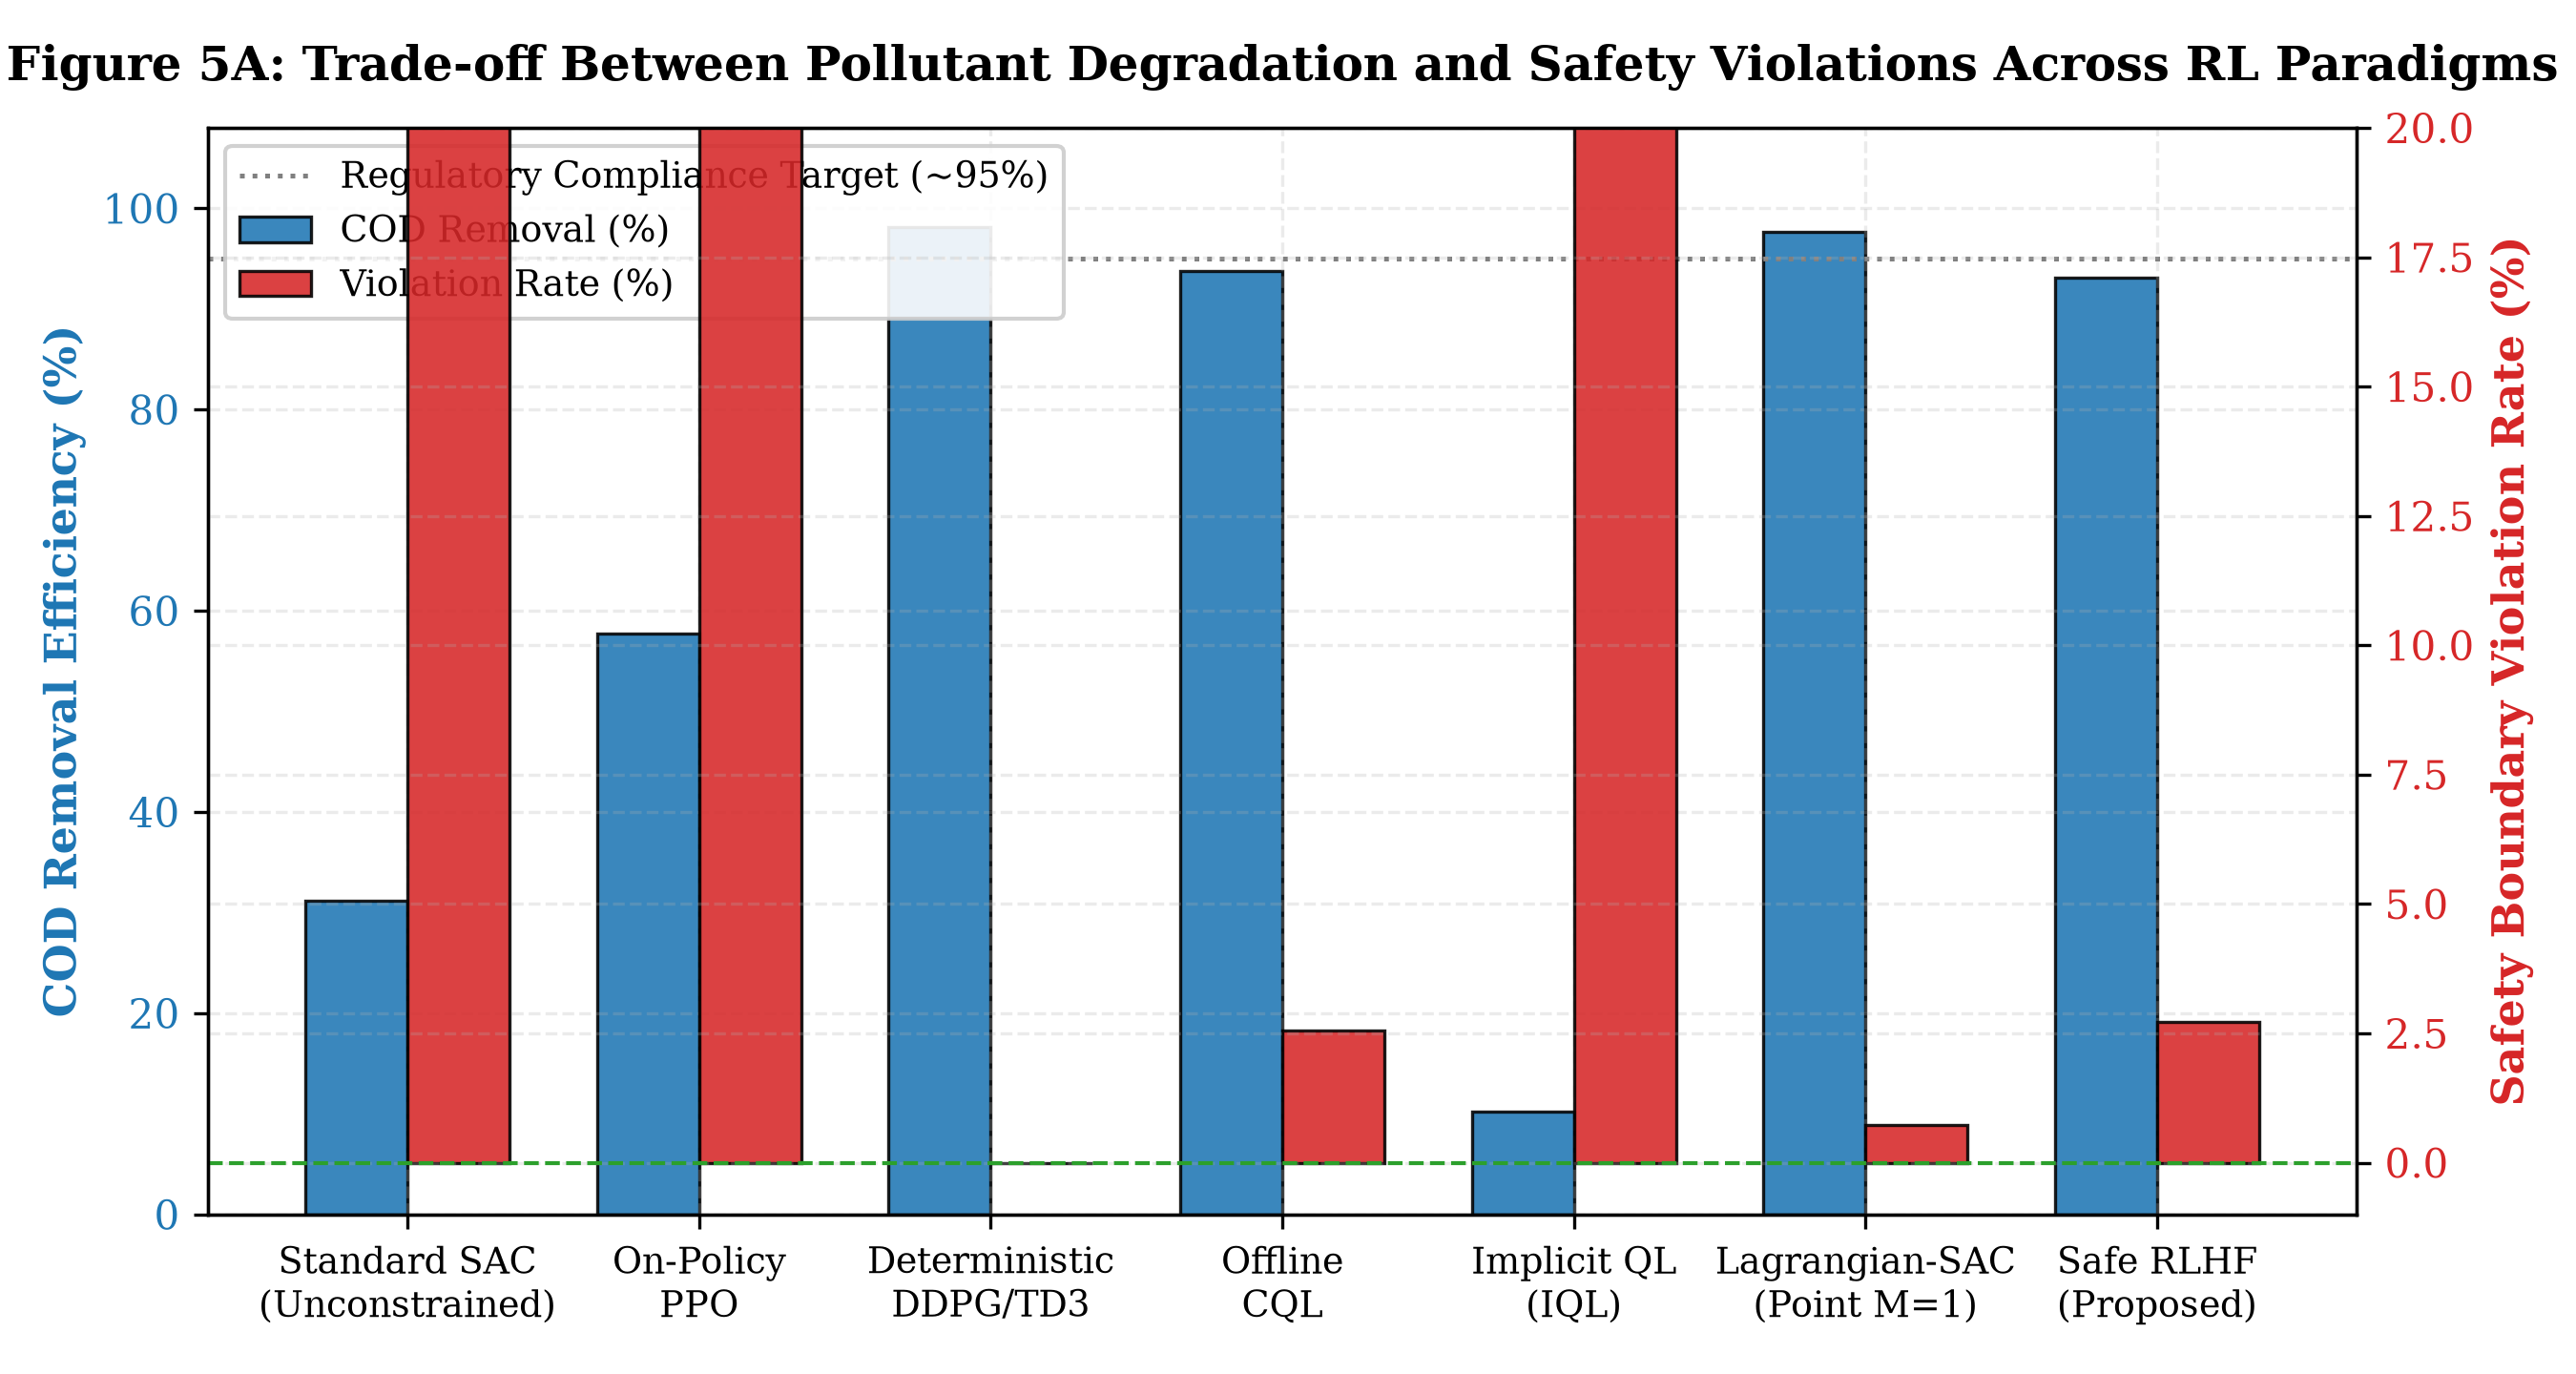 Figure 5A: Trade-off Between Pollutant Degradation and Safety Violations Across RL Paradigms
Regulatory Compliance Target (~95%)
COD Removal (%)
Violation Rate (%)
COD Removal Efficiency (%)
100
80
60
40
20
0
Safety Boundary Violation Rate (%)
20.0
17.5
15.0
12.5
10.0
7.5
5.0
2.5
0.0
Standard SAC
(Unconstrained)
On-Policy
PPO
Deterministic
DDPG/TD3
Offline
CQL
Implicit QL
(IQL)
Lagrangian-SAC
(Point M=1)
Safe RLHF
(Proposed)